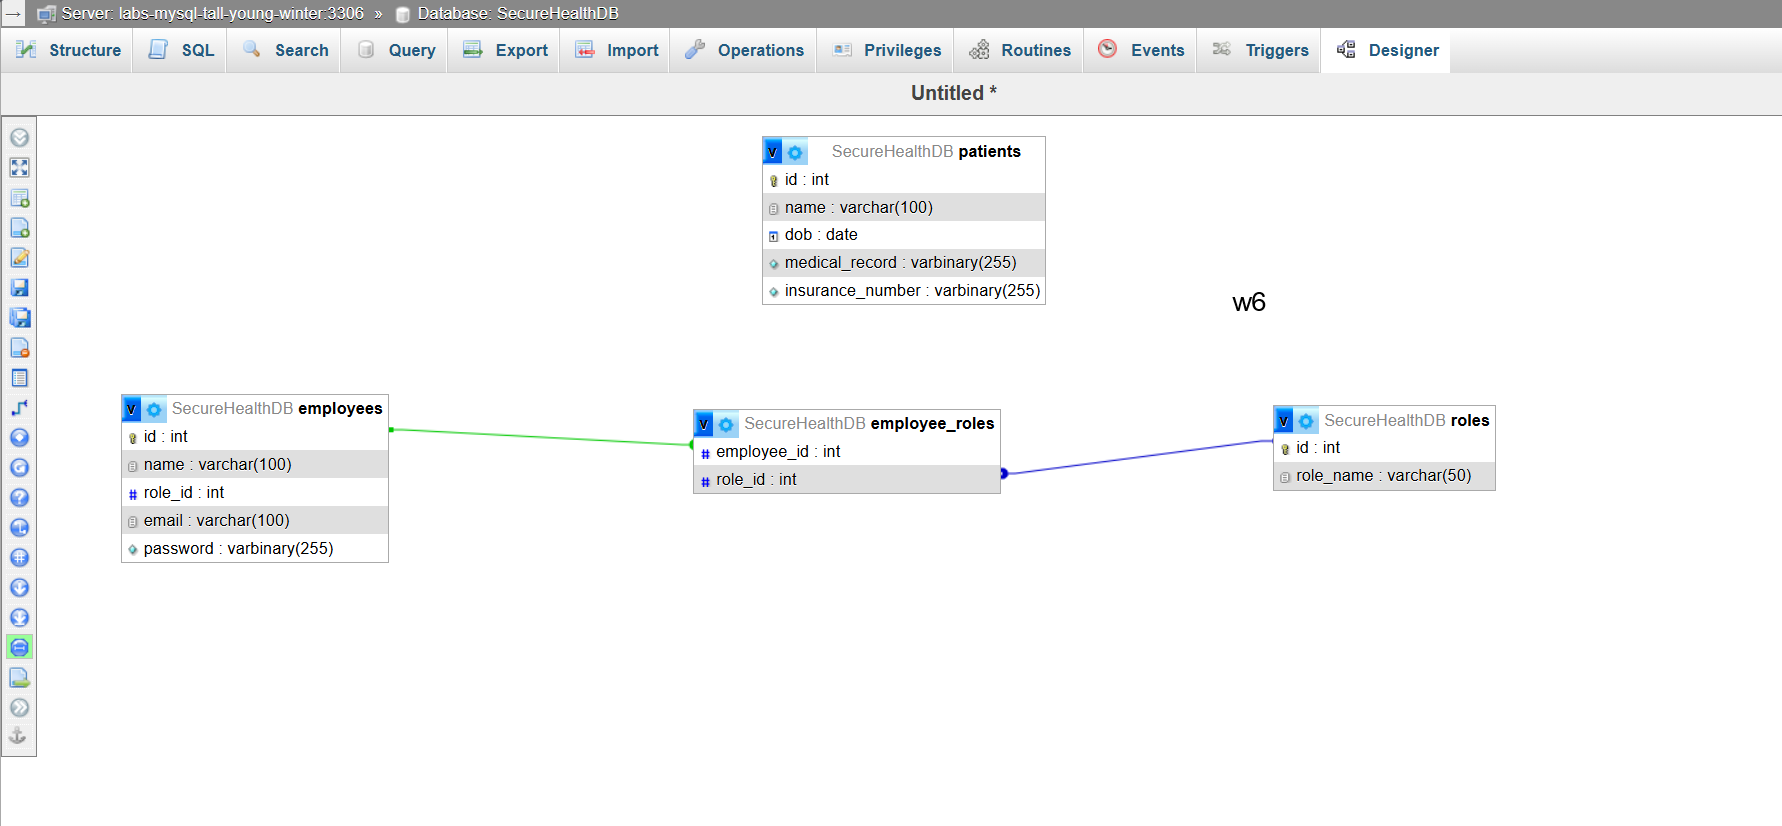 Server: labs-mysql-tall-young-winter:3306 » Database: SecureHealthDB
Structure SQL Search Query Export Import Operations Privileges Routines Events Triggers Designer
Untitled *
v SecureHealthDB patients
id : int
name : varchar(100)
dob : date
medical_record : varbinary(255)
insurance_number : varbinary(255)
w6
v SecureHealthDB employees
id : int
name : varchar(100)
# role_id : int
email : varchar(100)
password : varbinary(255)
v SecureHealthDB employee_roles
# employee_id : int
# role_id : int
v SecureHealthDB roles
id : int
role_name : varchar(50)